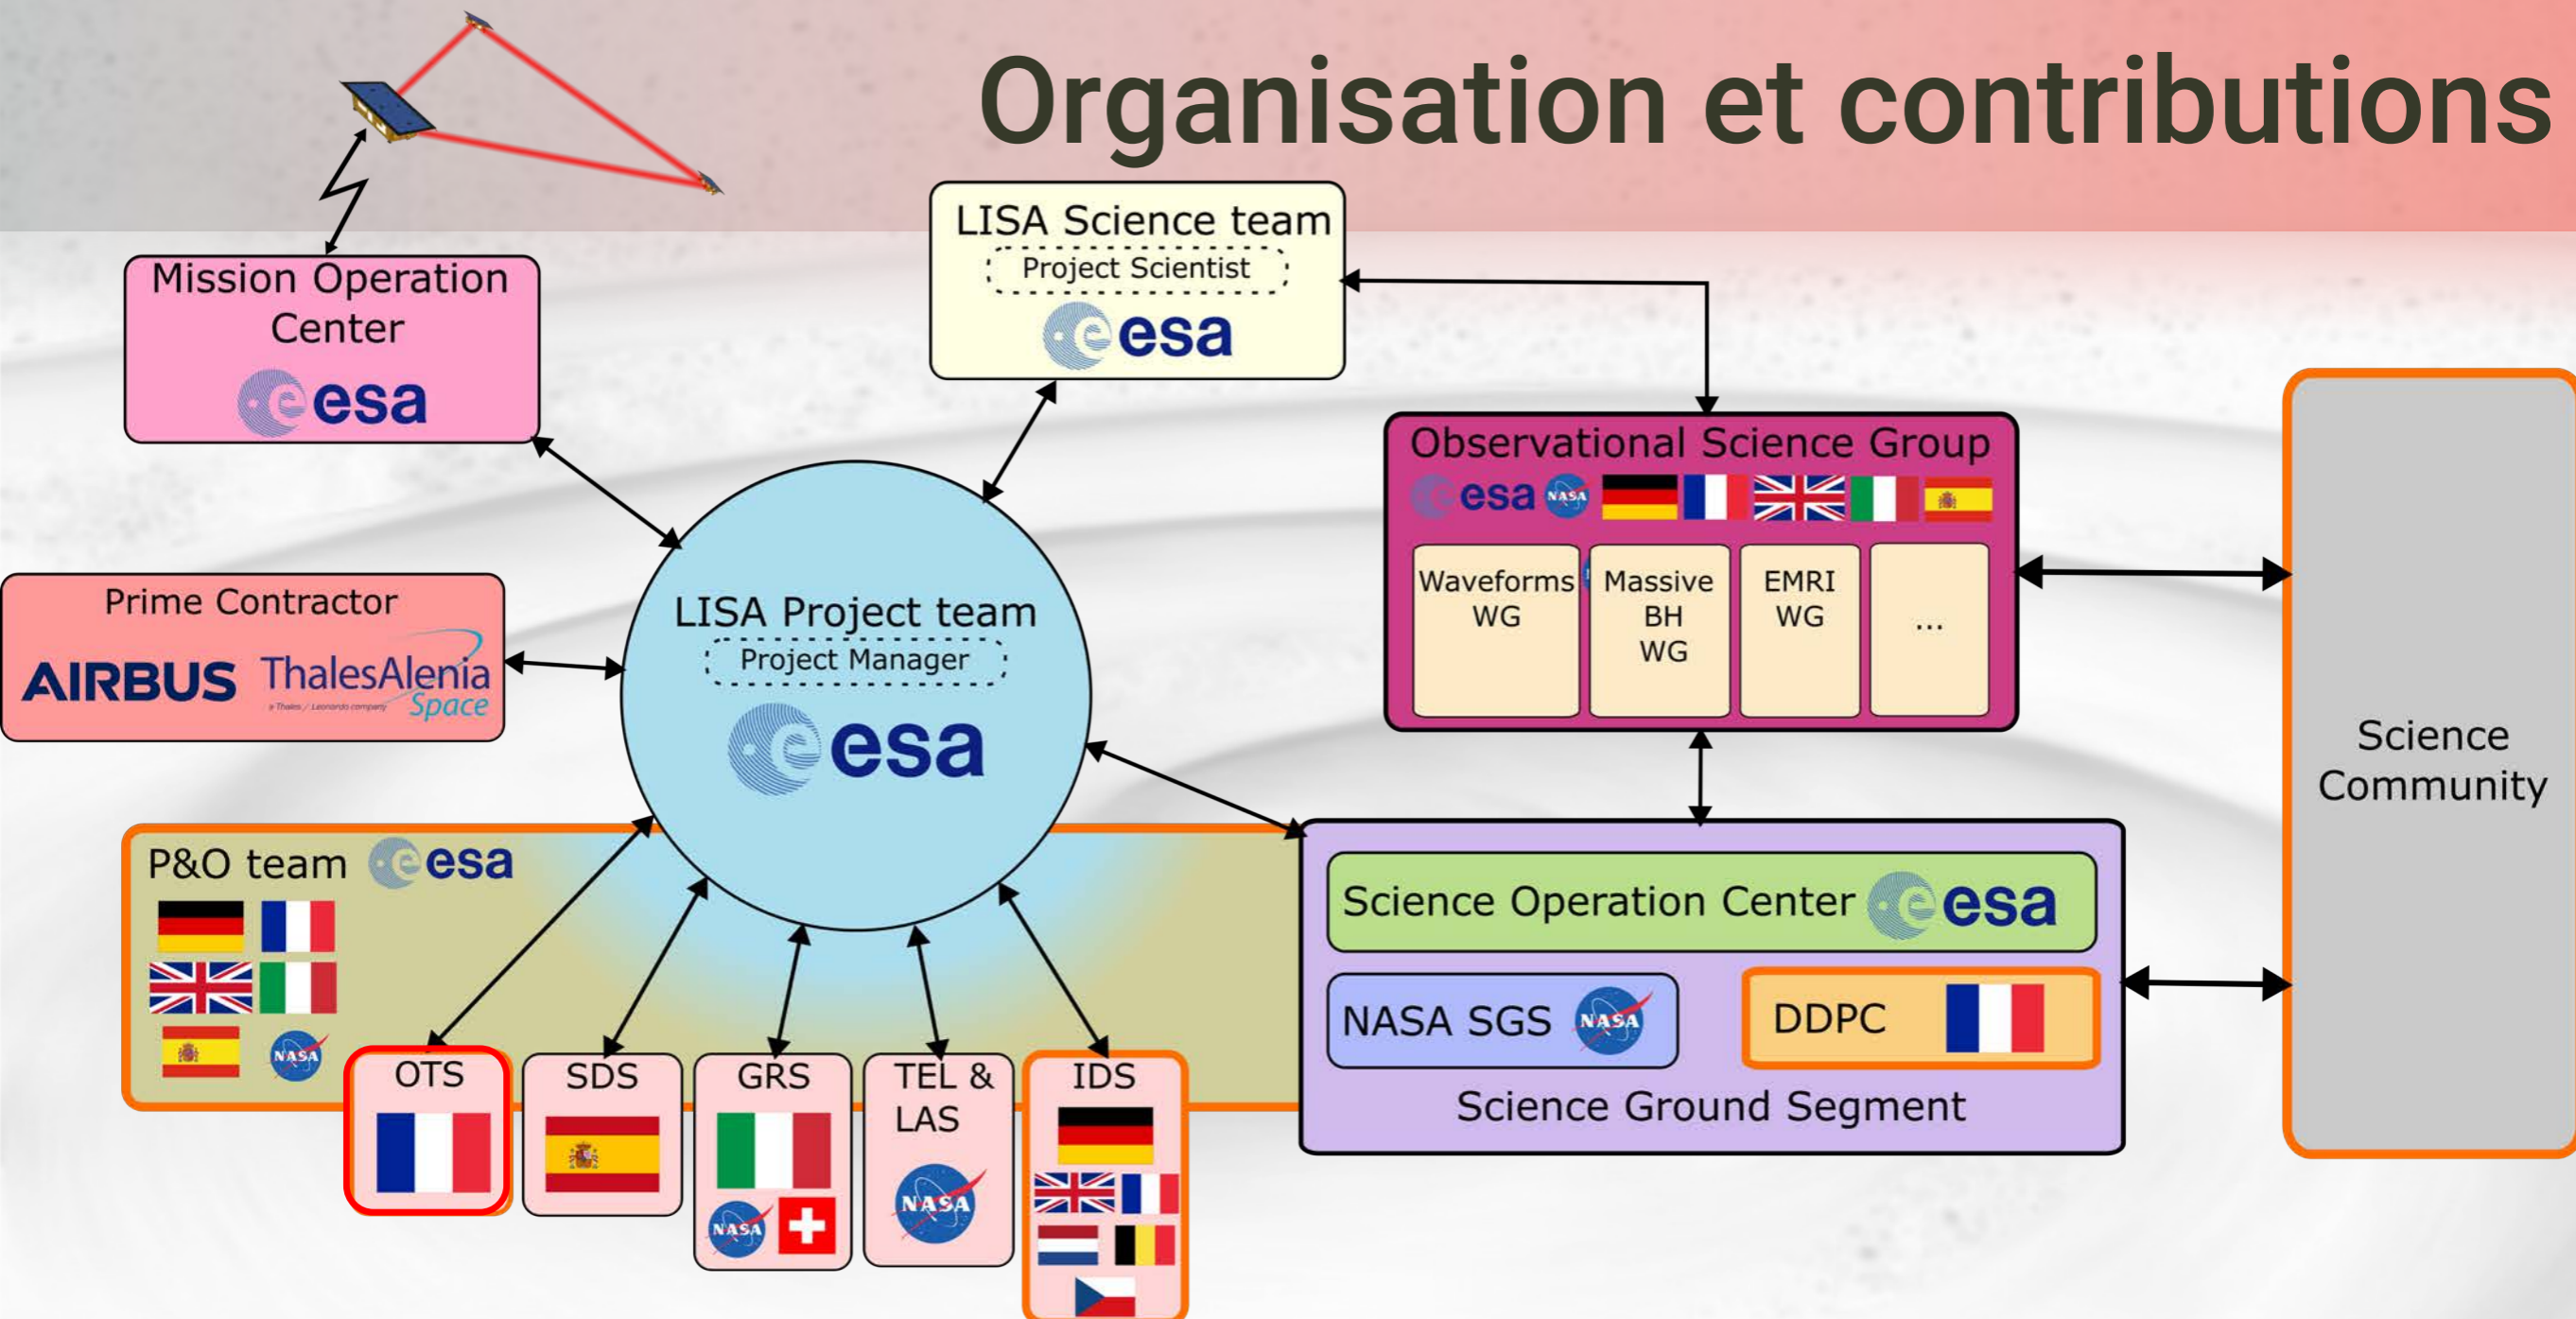 Organisation et contributions
LISA Science team
Project Scientist
esa
Mission Operation
Center
esa
Observational Science Group
esa NASA
Waveforms
WG
Massive
BH
WG
EMRI
WG
...
Prime Contractor
AIRBUS ThalesAlenia
a Thales / Leonardo company Space
LISA Project team
Project Manager
esa
Science
Community
P&O team esa
NASA
OTS
SDS
GRS
NASA
TEL &
LAS
NASA
IDS
Science Operation Center esa
NASA SGS NASA
DDPC
Science Ground Segment